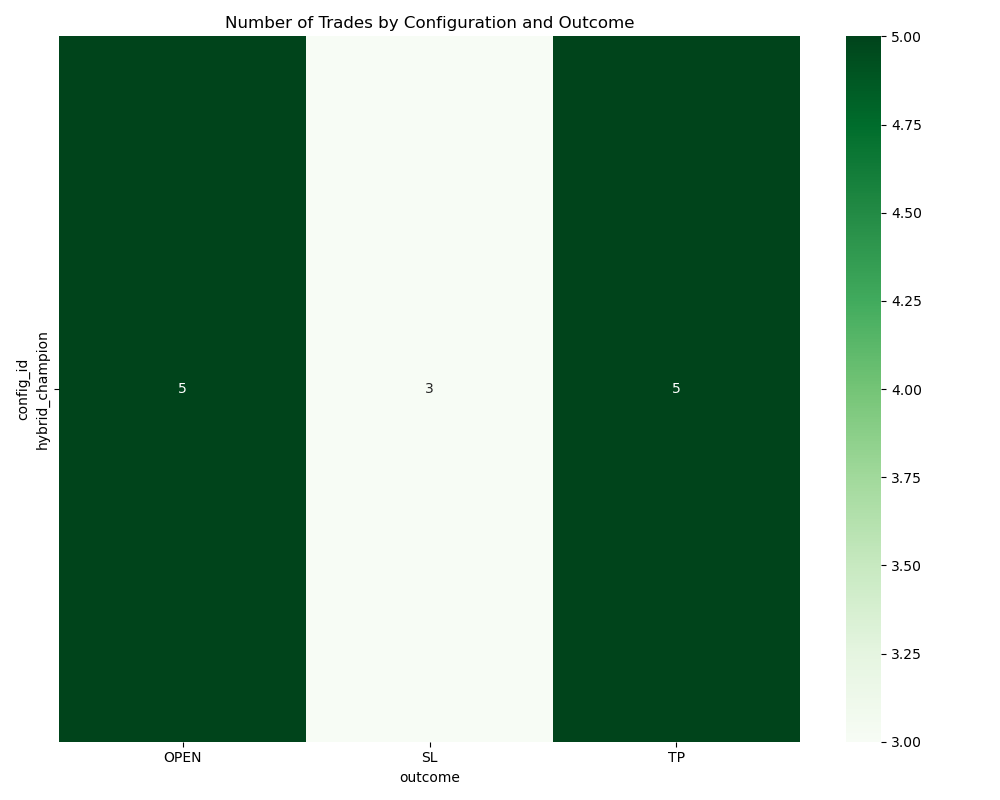 Number of Trades by Configuration and Outcome
config_id
hybrid_champion
5
3
5
OPEN
SL
TP
outcome
5.00
4.75
4.50
4.25
4.00
3.75
3.50
3.25
3.00